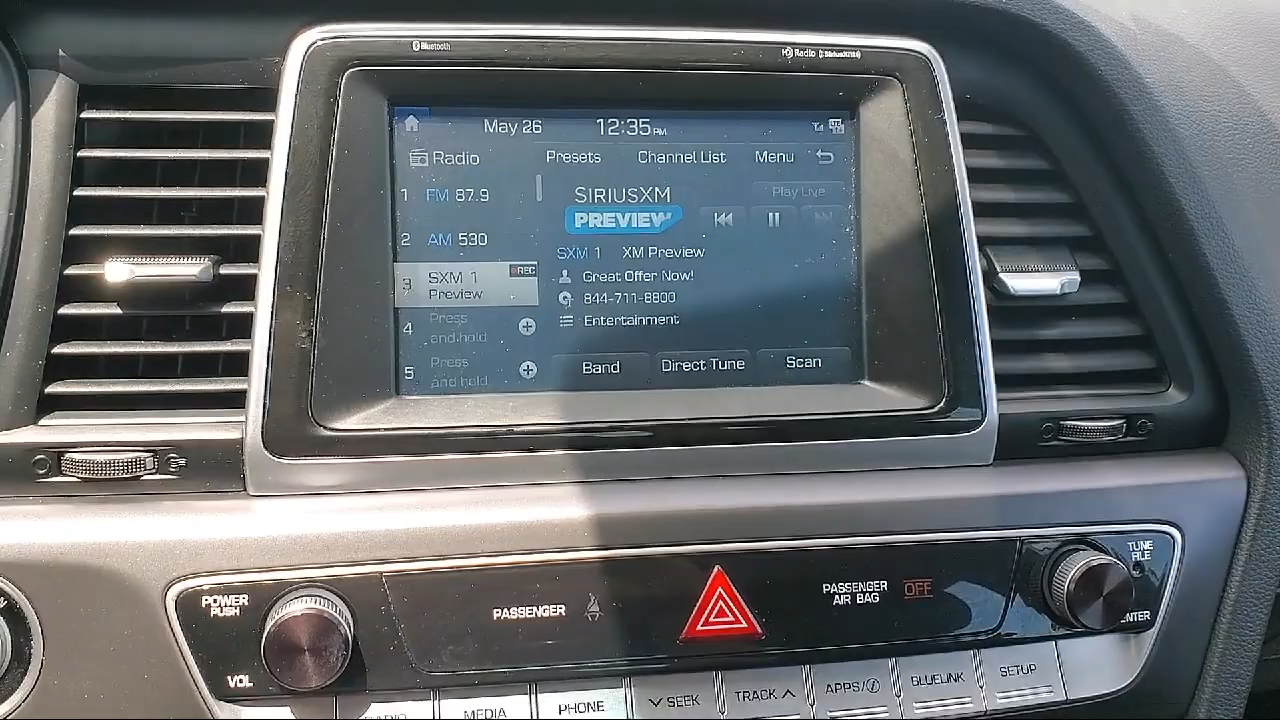 Bluetooth
HD Radio (SiriusXM)
May 26 12:35 PM
Radio Presets Channel List Menu
1 FM 87.9
SIRIUSXM
Play Live
PREVIEW
2 AM 530
SXM 1 XM Preview
3 SXM 1 REC
Preview
Great Offer Now!
844-711-8800
4 Press
and hold
Entertainment
5 Press
and hold
Band Direct Tune Scan
POWER
PUSH
VOL
PASSENGER
PASSENGER
AIR BAG OFF
TUNE
FILE
ENTER
RADIO MEDIA PHONE SEEK TRACK APPS/i BLUELINK SETUP